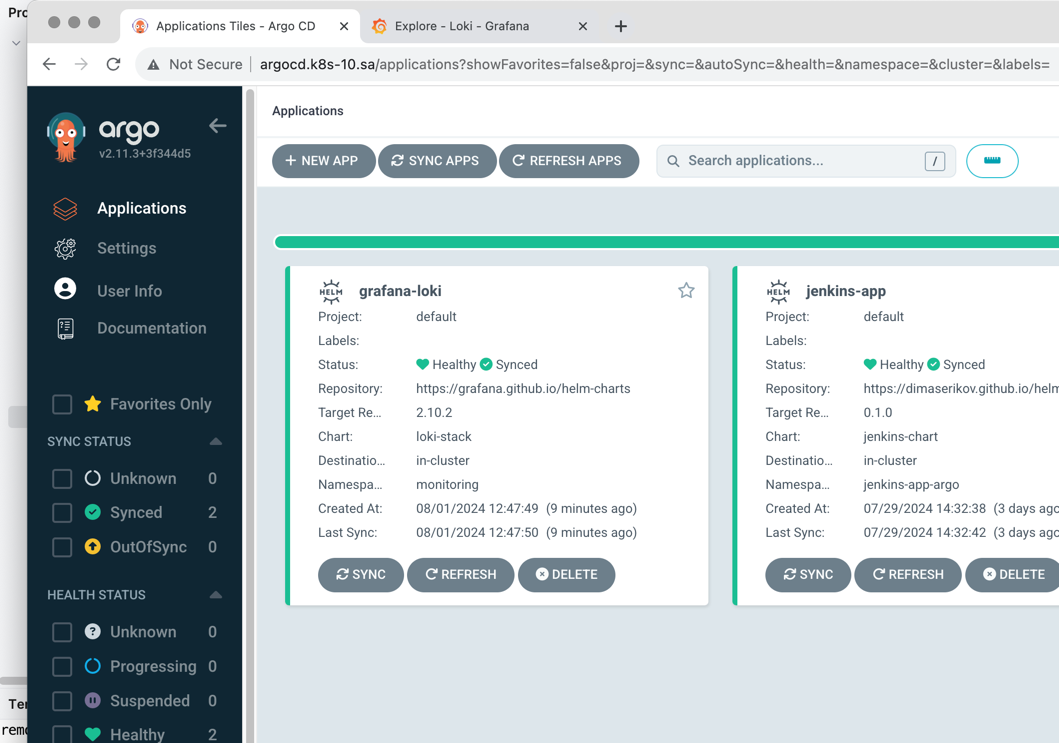 Pro
Applications Tiles - Argo CD
Explore - Loki - Grafana
Not Secure
argocd.k8s-10.sa/applications?showFavorites=false&proj=&sync=&autoSync=&health=&namespace=&cluster=&labels=
argo
v2.11.3+3f344d5
Applications
Settings
User Info
Documentation
Favorites Only
SYNC STATUS
Unknown 0
Synced 2
OutOfSync 0
HEALTH STATUS
Unknown 0
Progressing 0
Suspended 0
Healthy 2
Ter
remo
Applications
+ NEW APP
SYNC APPS
REFRESH APPS
Search applications...
/
HELM
grafana-loki
Project: default
Labels:
Status: Healthy Synced
Repository: https://grafana.github.io/helm-charts
Target Re... 2.10.2
Chart: loki-stack
Destinatio... in-cluster
Namespa... monitoring
Created At: 08/01/2024 12:47:49 (9 minutes ago)
Last Sync: 08/01/2024 12:47:50 (9 minutes ago)
SYNC
REFRESH
DELETE
HELM
jenkins-app
Project: default
Labels:
Status: Healthy Synced
Repository: https://dimaserikov.github.io/helm
Target Re... 0.1.0
Chart: jenkins-chart
Destinatio... in-cluster
Namespa... jenkins-app-argo
Created At: 07/29/2024 14:32:38 (3 days ago
Last Sync: 07/29/2024 14:32:42 (3 days ago
SYNC
REFRESH
DELETE